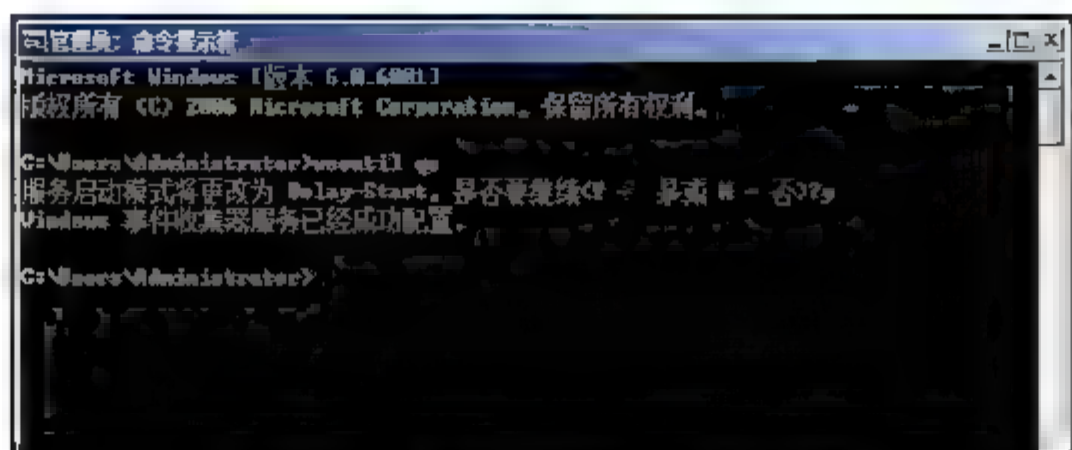 管理员: 命令提示符
Microsoft Windows [版本 6.0.6001]
版权所有 (C) 2006 Microsoft Corporation。保留所有权利。
C:\Users\Administrator>wecutil qc
服务启动模式将更改为 Delay-Start。是否要继续(Y - 是或 N - 否)?y
Windows 事件收集器服务已经成功配置。
C:\Users\Administrator>